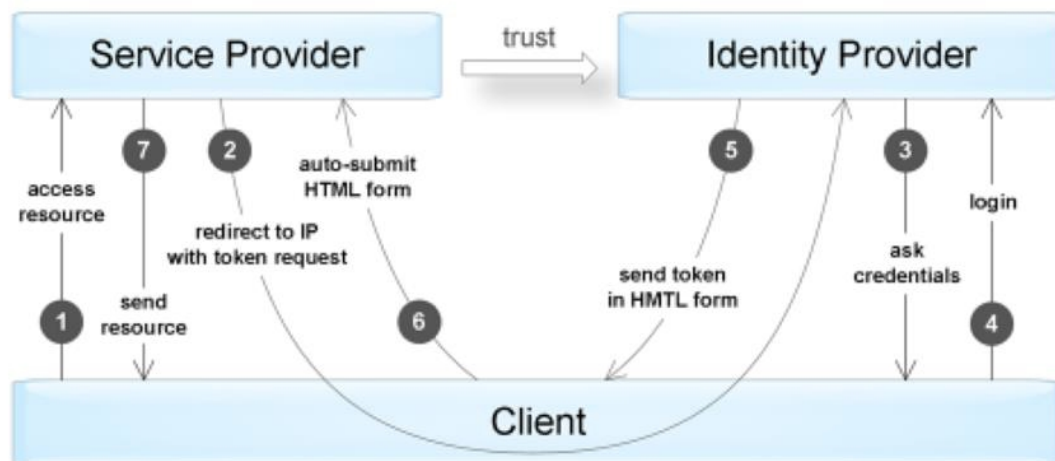 Service Provider
trust
Identity Provider
7
2
5
3
auto-submit
HTML form
access
resource
login
redirect to IP
with token request
ask
credentials
send token
in HMTL form
send
resource
1
6
4
Client